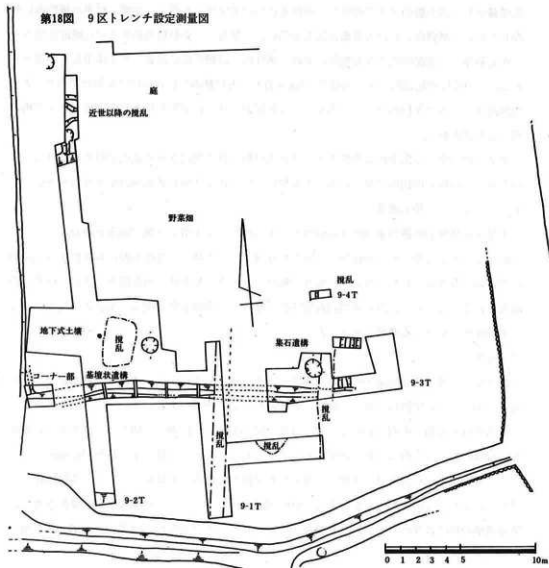 第18図　9区トレンチ設定測量図
庭
近世以降の攪乱
野菜畑
攪乱
9-4T
地下式土壙
攪乱
集石遺構
コーナー部
基壇状遺構
9-3T
攪乱
攪乱
攪乱
9-2T
9-1T
0 1 2 3 4 5 10m